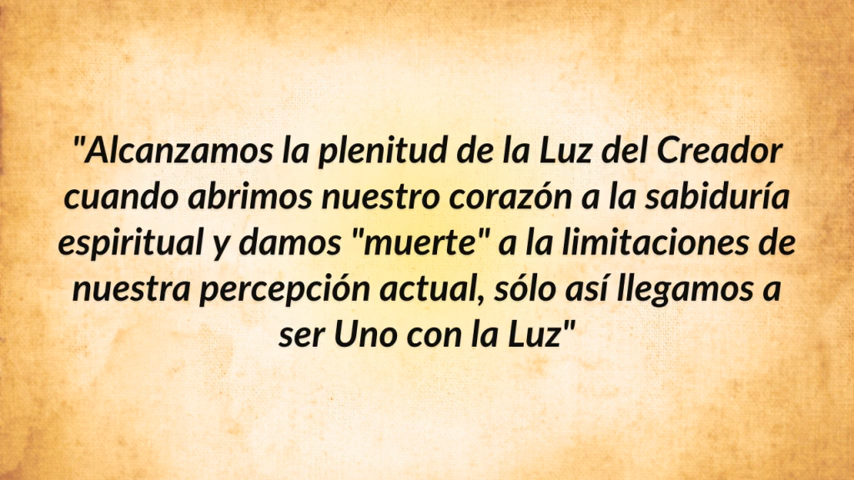 "Alcanzamos la plenitud de la Luz del Creador
cuando abrimos nuestro corazón a la sabiduría
espiritual y damos "muerte" a la limitaciones de
nuestra percepción actual, sólo así llegamos a
ser Uno con la Luz"